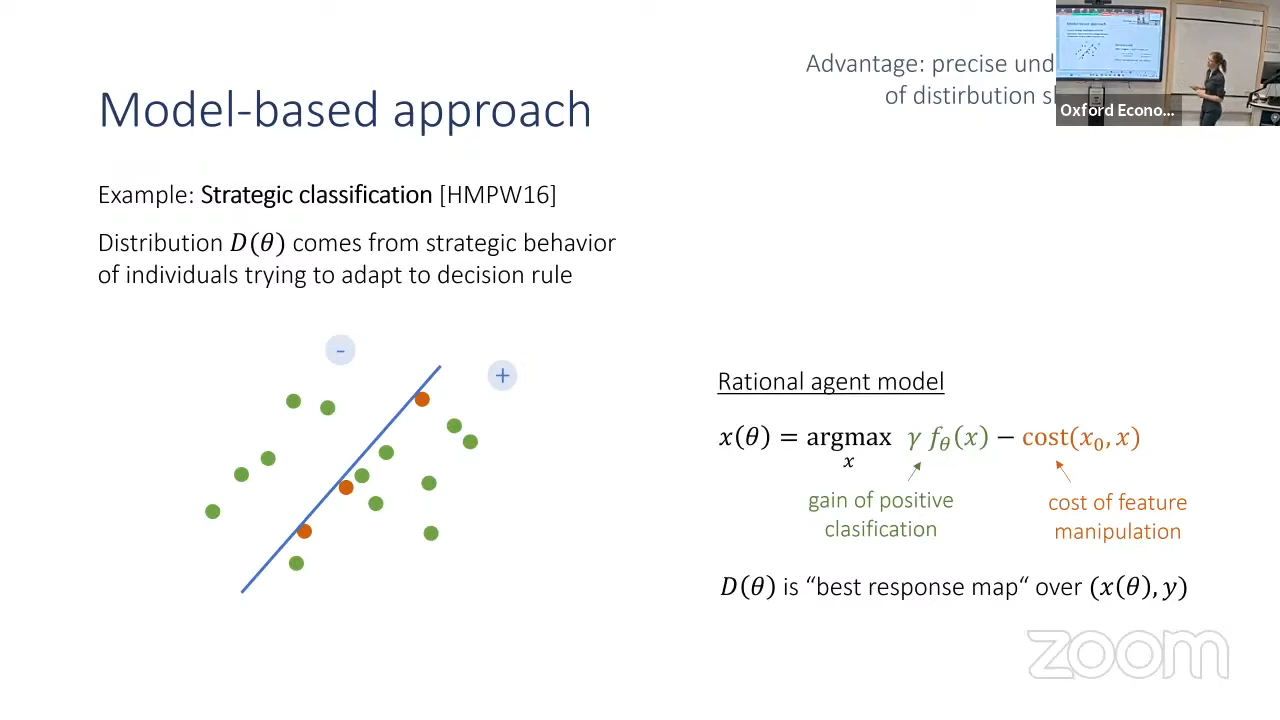 Advantage: precise und
of distirbution s
Oxford Econo...
Model-based approach
Example: Strategic classification [HMPW16]
Distribution D(θ) comes from strategic behavior
of individuals trying to adapt to decision rule
-
+
Rational agent model
x(θ) = argmax γ f_θ(x) − cost(x₀, x)
x
gain of positive
classification
cost of feature
manipulation
D(θ) is “best response map“ over (x(θ), y)
zoom